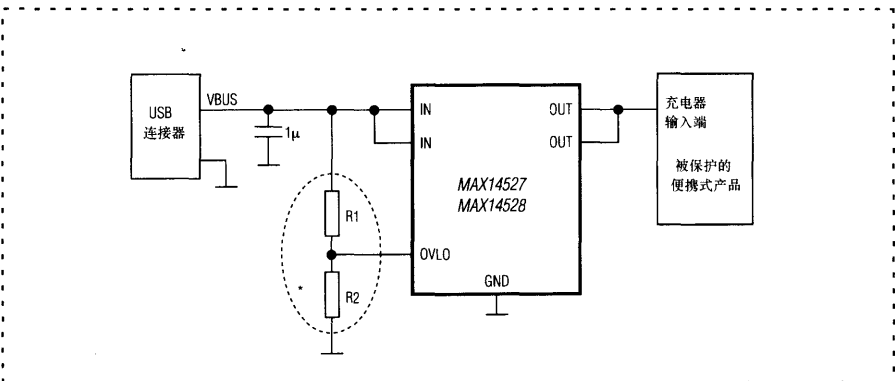 USB
连接器
VBUS
1μ
R1
*
R2
IN
IN
OVLO
MAX14527
MAX14528
GND
OUT
OUT
充电器
输入端
被保护的
便携式产品